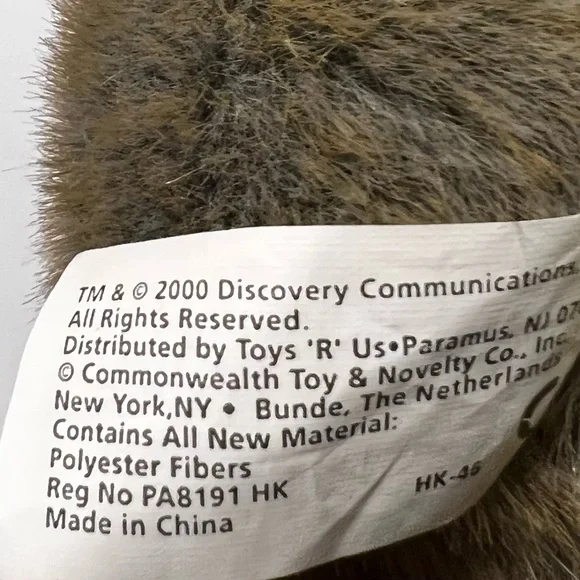 TM & © 2000 Discovery Communications
All Rights Reserved.
Distributed by Toys 'R' Us•Paramus, NJ 07
© Commonwealth Toy & Novelty Co., Inc.
New York,NY • Bunde, The Netherlands
Contains All New Material:
Polyester Fibers
Reg No PA8191 HK
HK-46
Made in China